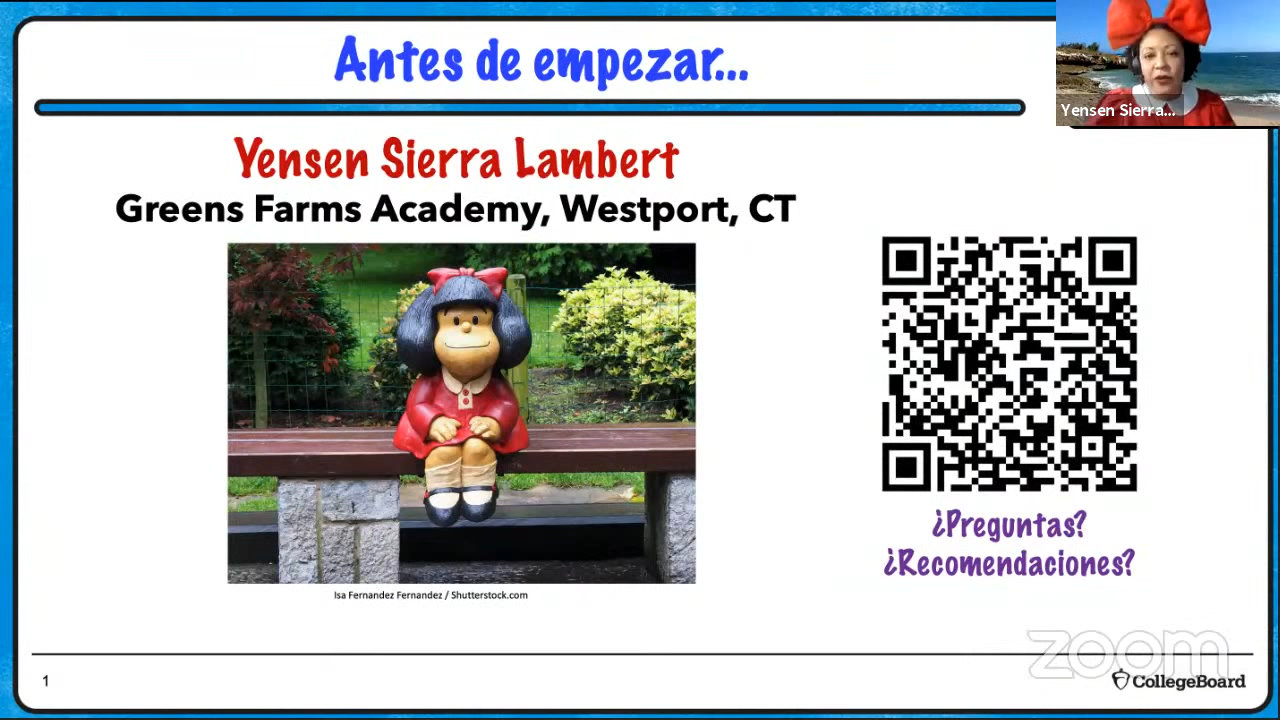 Antes de empezar...
Yensen Sierra...
Yensen Sierra Lambert
Greens Farms Academy, Westport, CT
¿Preguntas?
¿Recomendaciones?
Isa Fernandez Fernandez / Shutterstock.com
zoom
1
CollegeBoard